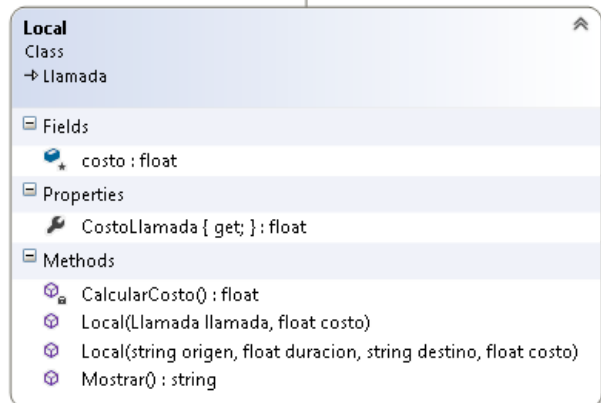 Local
Class
→ Llamada
Fields
costo : float
Properties
CostoLlamada { get; } : float
Methods
CalcularCosto() : float
Local(Llamada llamada, float costo)
Local(string origen, float duracion, string destino, float costo)
Mostrar() : string